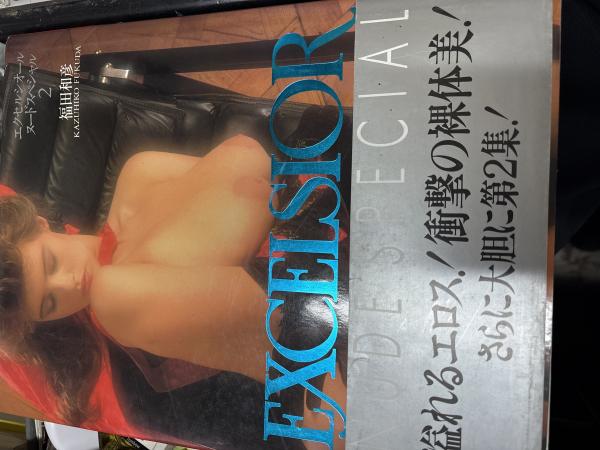 エクセルシオール
ヌードスペシャル
2
福田和彦
KAZUHIKO FUKUDA
EXCELSIOR
NUDE SPECIAL
溢れるエロス!衝撃の裸体美!
さらに大胆に第2集!